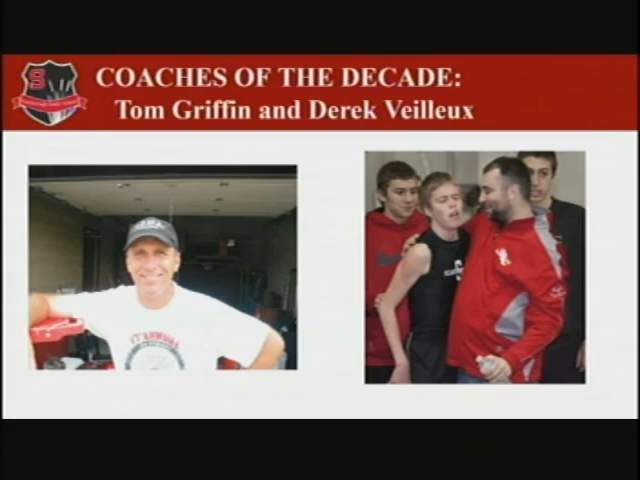 S
COACHES OF THE DECADE:
Tom Griffin and Derek Veilleux